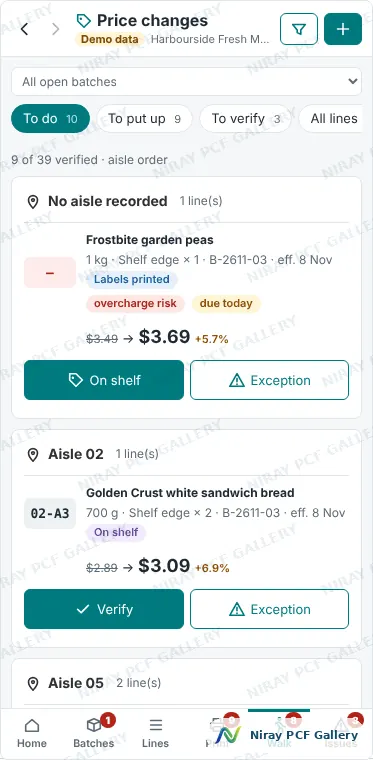 Price changes
Demo data Harbourside Fresh M...
All open batches
To do 10 To put up 9 To verify 3 All lines
9 of 39 verified · aisle order
No aisle recorded 1 line(s)
–
Frostbite garden peas
1 kg · Shelf edge × 1 · B-2611-03 · eff. 8 Nov
Labels printed
overcharge risk due today
$3.49 → $3.69 +5.7%
On shelf Exception
Aisle 02 1 line(s)
02-A3
Golden Crust white sandwich bread
700 g · Shelf edge × 2 · B-2611-03 · eff. 8 Nov
On shelf
$2.89 → $3.09 +6.9%
Verify Exception
Aisle 05 2 line(s)
1
Home Batches Lines Walk Issues
Niray PCF Gallery
NIRAY PCF GALLERY